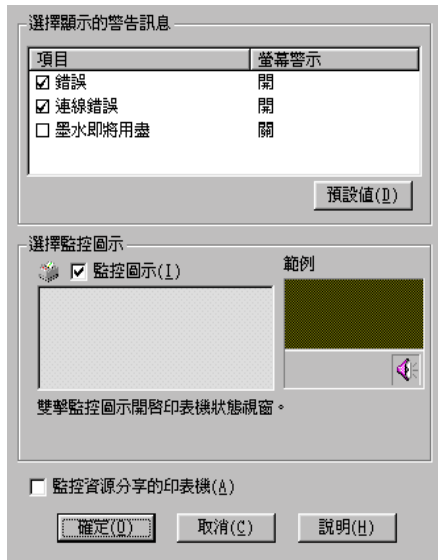 選擇顯示的警告訊息
項目 螢幕警示
錯誤 開
連線錯誤 開
墨水即將用盡 關
預設值(D)
選擇監控圖示
監控圖示(I) 範例
雙擊監控圖示開啓印表機狀態視窗。
監控資源分享的印表機(A)
確定(O) 取消(C) 說明(H)